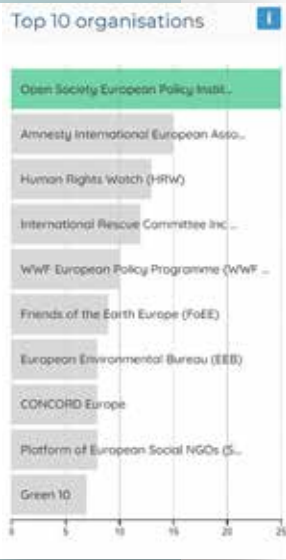 Top 10 organisations
i
Open Society European Policy Instit...
Amnesty International European Asso...
Human Rights Watch (HRW)
International Rescue Committee Inc ...
WWF European Policy Programme (WWF ...
Friends of the Earth Europe (FoEE)
European Environmental Bureau (EEB)
CONCORD Europe
Platform of European Social NGOs (S...
Green 10
0 5 10 15 20 25